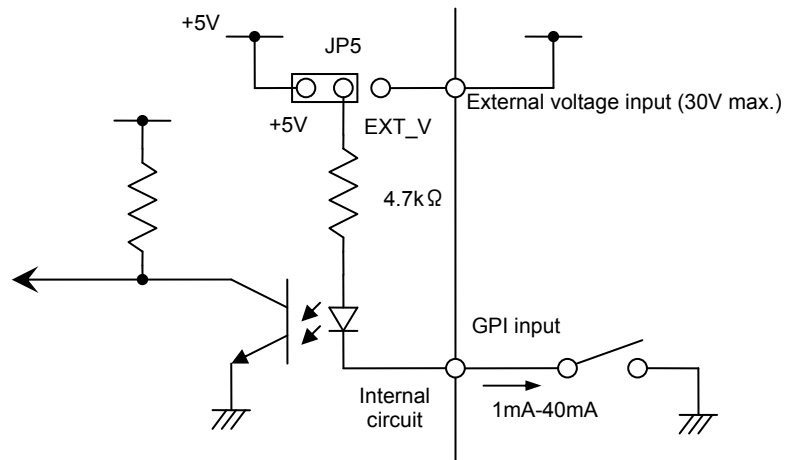 +5V
JP5
External voltage input (30V max.)
+5V
EXT_V
4.7kΩ
GPI input
Internal
circuit
1mA-40mA